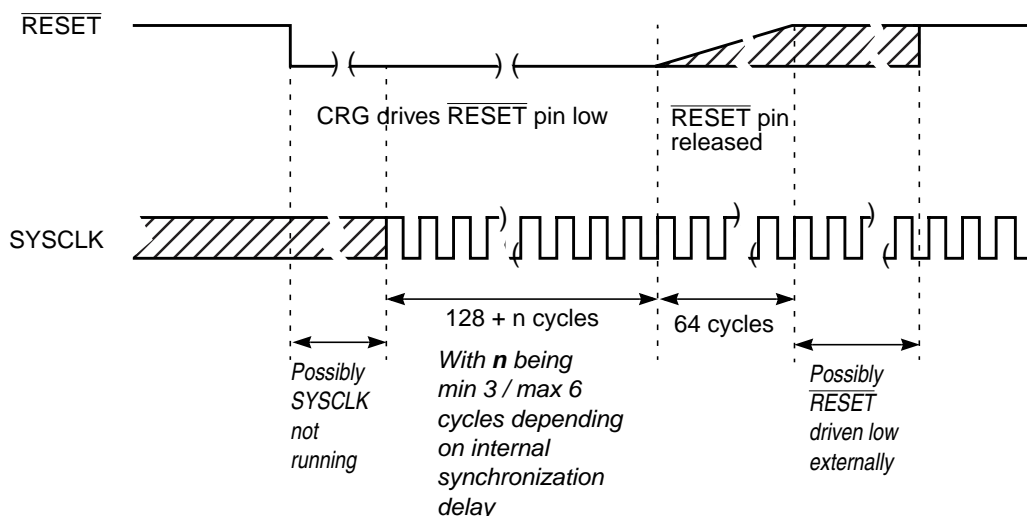 RESET
CRG drives RESET pin low
RESET pin
released
SYSCLK
128 + n cycles
64 cycles
Possibly
SYSCLK
not
running
With n being
min 3 / max 6
cycles depending
on internal
synchronization
delay
Possibly
RESET
driven low
externally